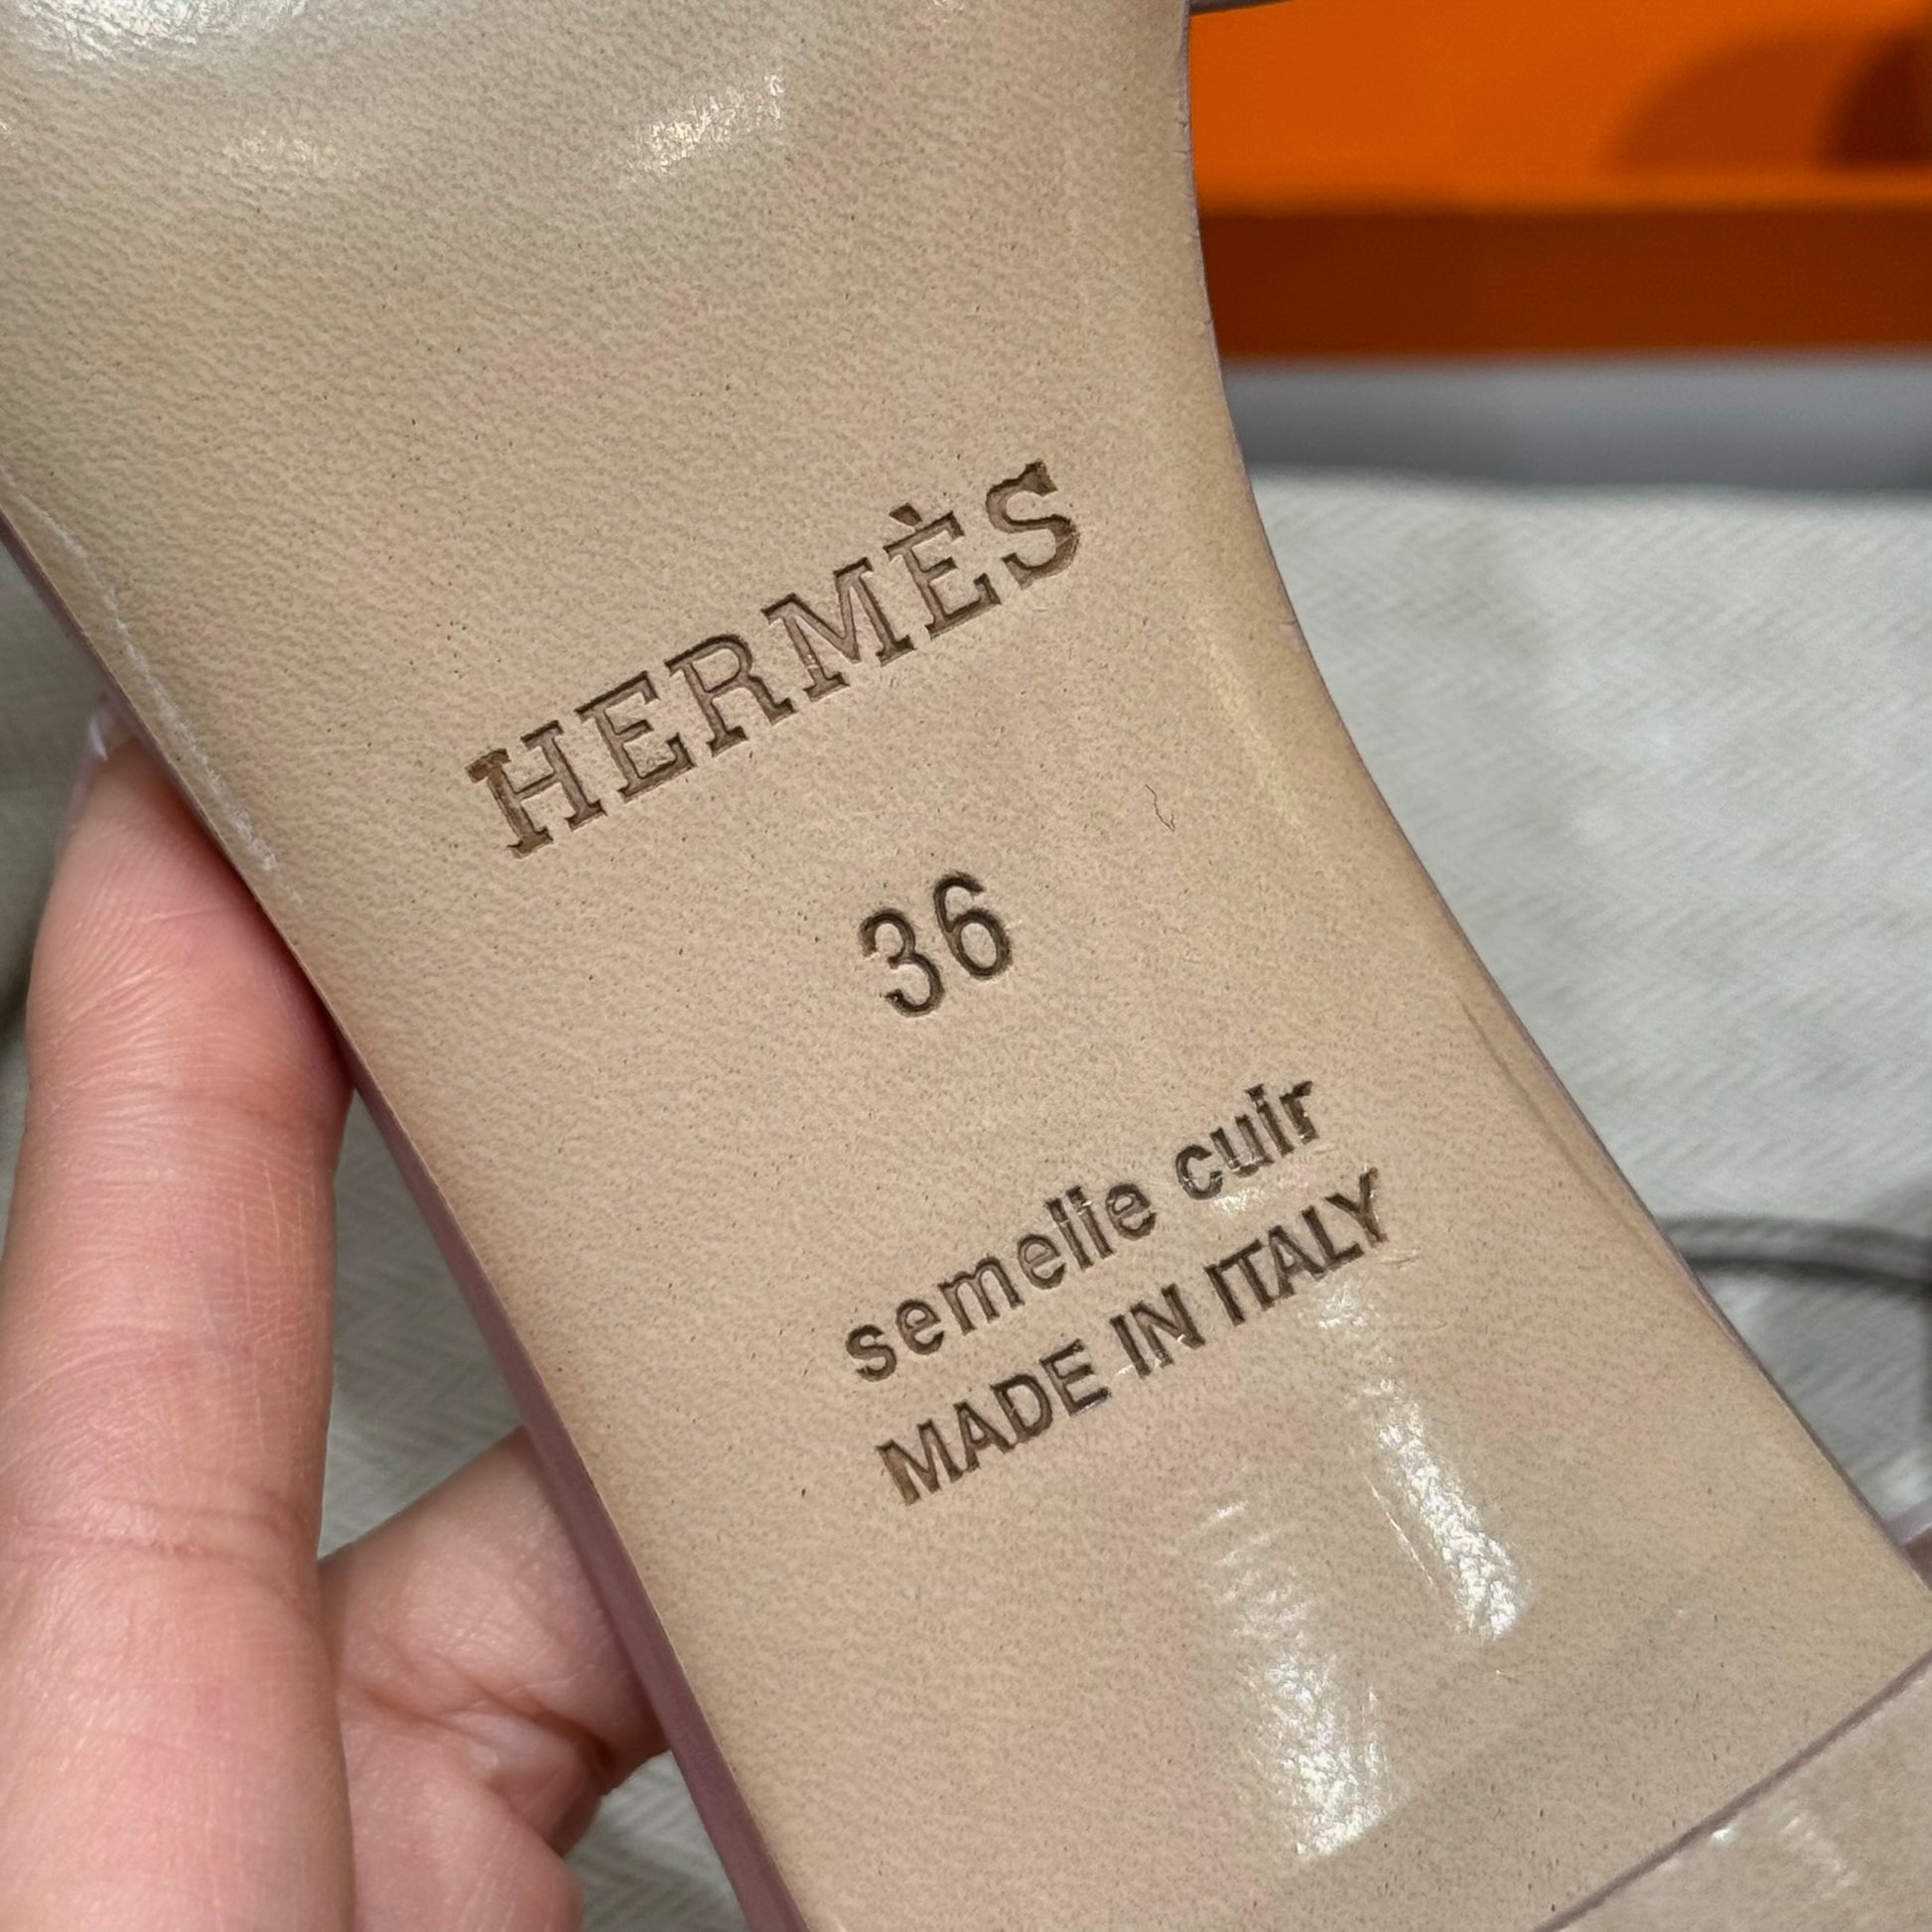 HERMÈS
36
semelle cuir
MADE IN ITALY